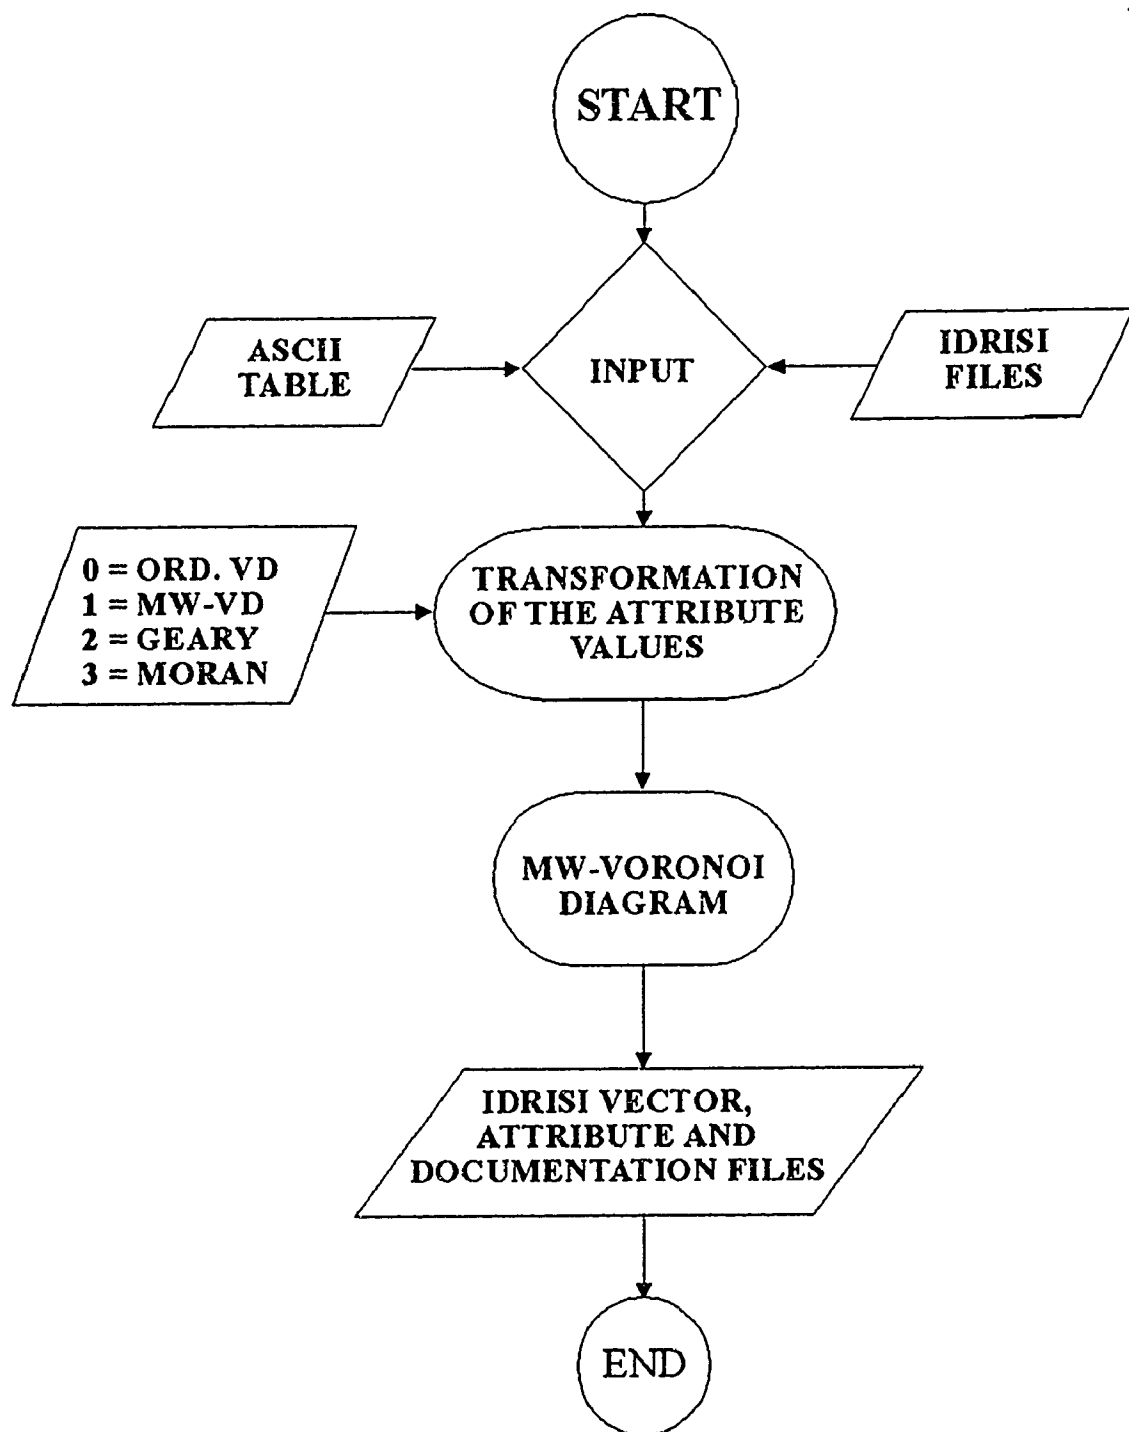 START
ASCII
TABLE
INPUT
IDRISI
FILES
0 = ORD. VD
1 = MW-VD
2 = GEARY
3 = MORAN
TRANSFORMATION
OF THE ATTRIBUTE
VALUES
MW-VORONOI
DIAGRAM
IDRISI VECTOR,
ATTRIBUTE AND
DOCUMENTATION FILES
END